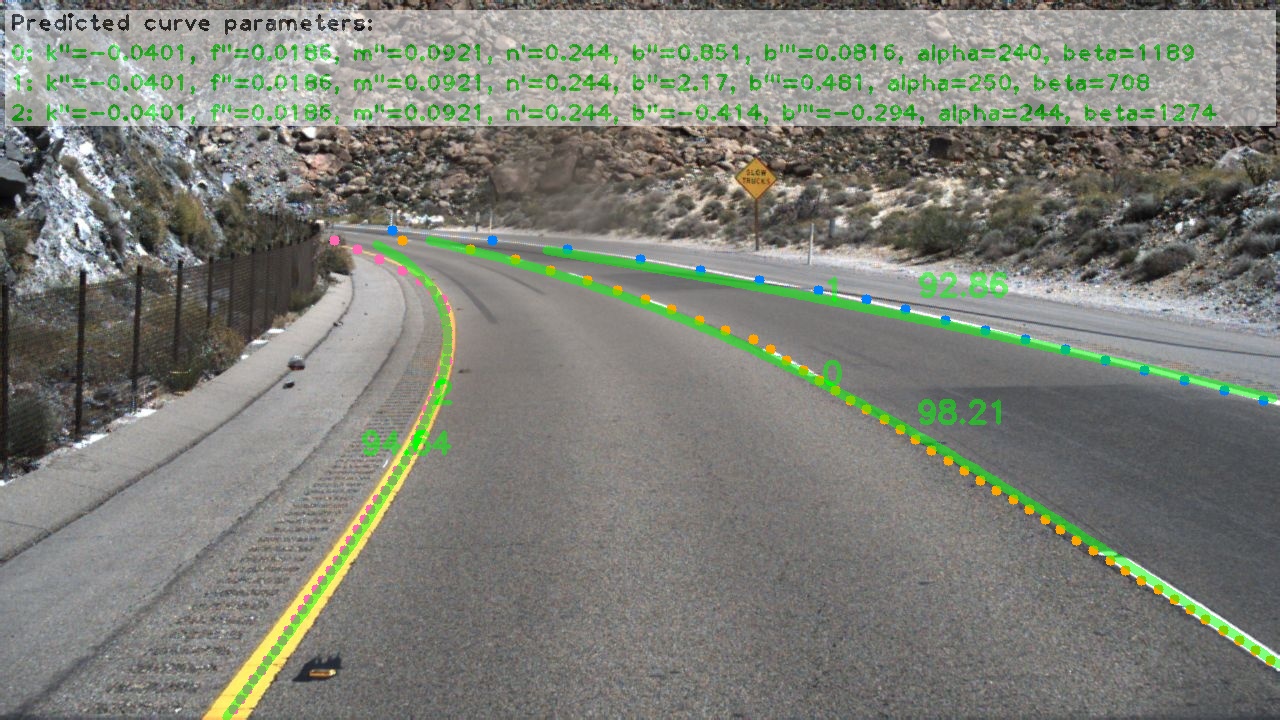 Predicted curve parameters:
0: k''=-0.0401, f''=0.0186, m''=0.0921, n'=0.244, b''=0.851, b'''=0.0816, alpha=240, beta=1189
1: k''=-0.0401, f''=0.0186, m''=0.0921, n'=0.244, b''=2.17, b'''=0.481, alpha=250, beta=708
2: k''=-0.0401, f''=0.0186, m''=0.0921, n'=0.244, b''=-0.414, b'''=-0.294, alpha=244, beta=1274
SLOW
TRUCKS
1 92.86
0
98.21
2
94.64